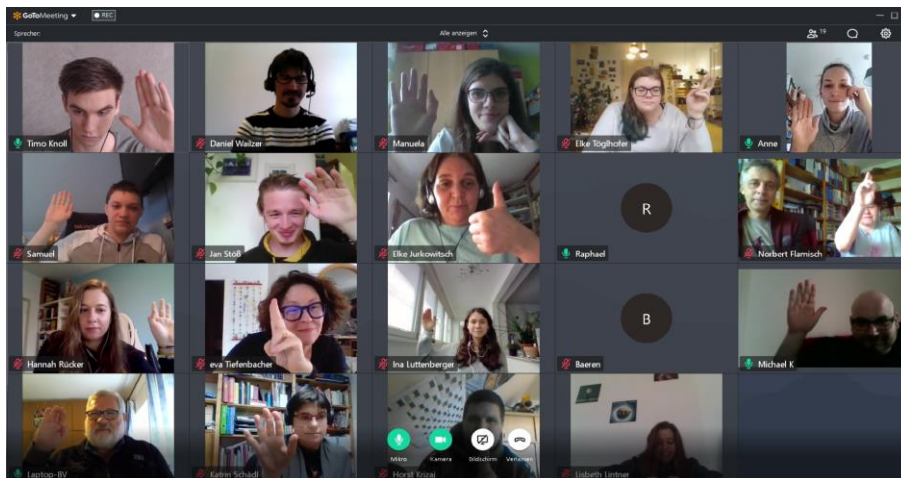 GoToMeeting
REC
Sprecher:
Alle anzeigen
19
Timo Knoll
Daniel Wailzer
Manuela
Elke Töglhofer
Anne
Samuel
Jan Stöß
Elke Jurkowitsch
R
Raphael
Norbert Flamisch
Hannah Rücker
eva Tiefenbacher
Ina Luttenberger
B
Baeren
Michael K
Mikro
Kamera
Bildschirm
Verlassen
Laptop-BV
Katrin Schädl
Horst Krizaj
Lisbeth Lintner